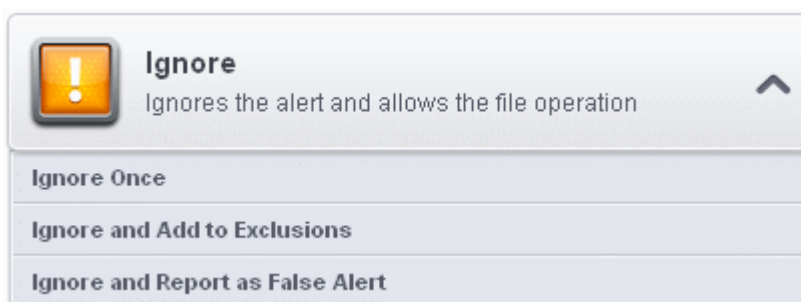 Ignore
Ignores the alert and allows the file operation
Ignore Once
Ignore and Add to Exclusions
Ignore and Report as False Alert